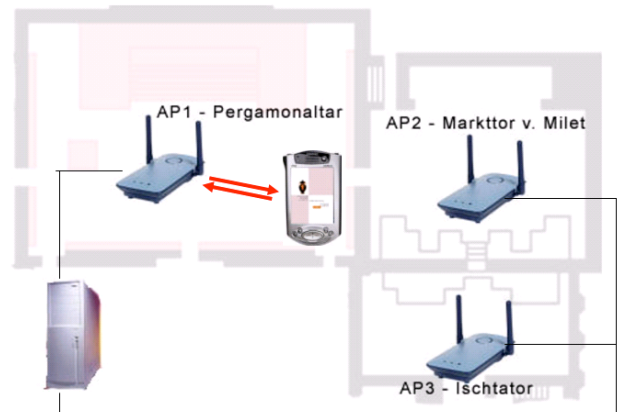 AP1 - Pergamonaltar
AP2 - Markttor v. Milet
AP3 - Ischtator